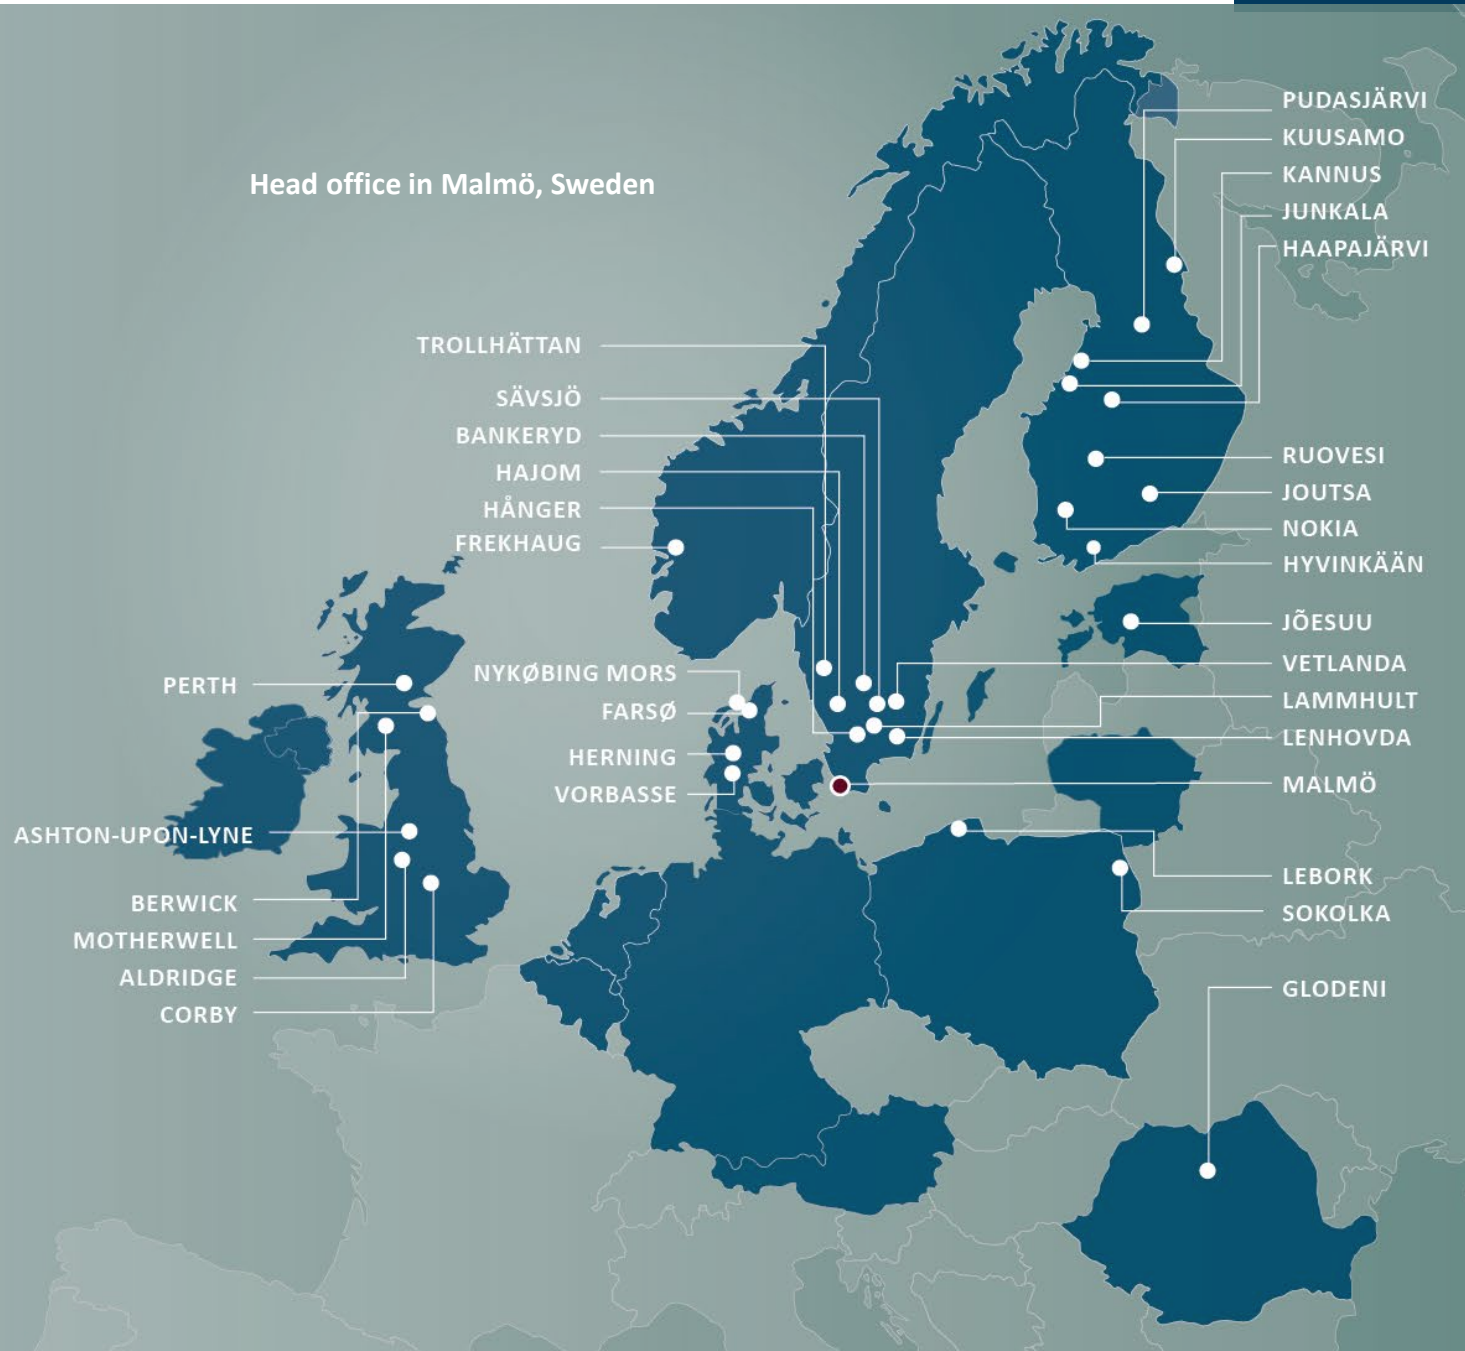 Head office in Malmö, Sweden
PUDASJÄRVI
KUUSAMO
KANNUS
JUNKALA
HAAPAJÄRVI
TROLLHÄTTAN
SÄVSJÖ
BANKERYD
HAJOM
HÅNGER
FREKHAUG
RUOVESI
JOUTSA
NOKIA
HYVINKÄÄN
JÕESUU
VETLANDA
LAMMHULT
LENHOVDA
MALMÖ
NYKØBING MORS
FARSØ
HERNING
VORBASSE
PERTH
ASHTON-UPON-LYNE
BERWICK
MOTHERWELL
ALDRIDGE
CORBY
LEBORK
SOKOLKA
GLODENI